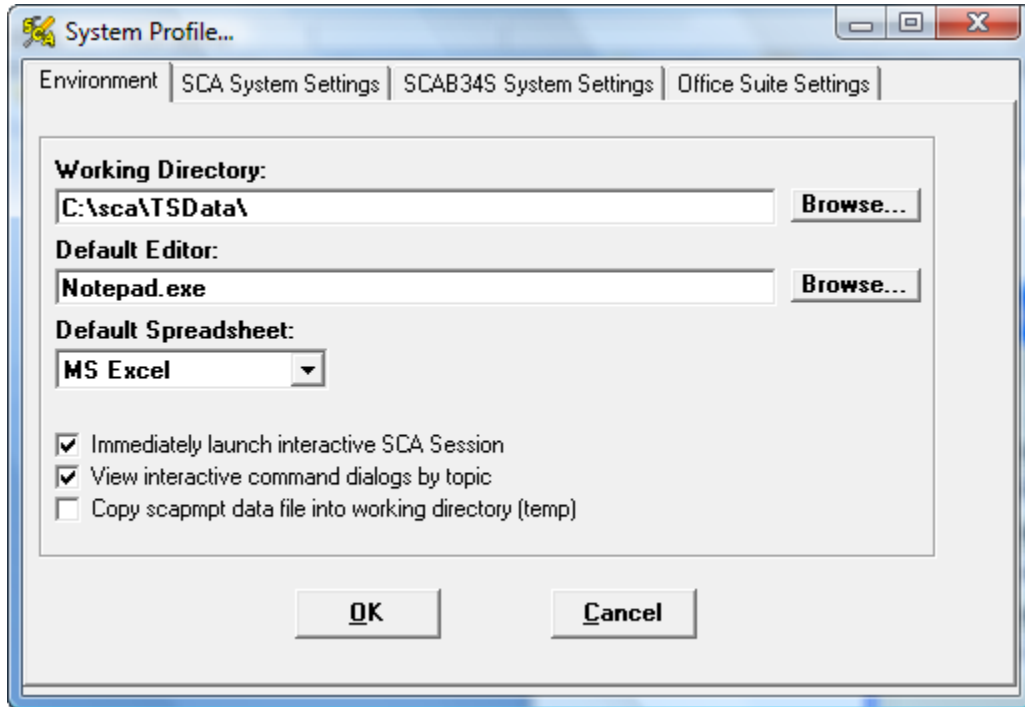 System Profile...
Environment SCA System Settings SCAB34S System Settings Office Suite Settings
Working Directory:
C:\sca\TSData\ Browse...
Default Editor:
Notepad.exe Browse...
Default Spreadsheet:
MS Excel
Immediately launch interactive SCA Session
View interactive command dialogs by topic
Copy scapmpt data file into working directory (temp)
OK Cancel